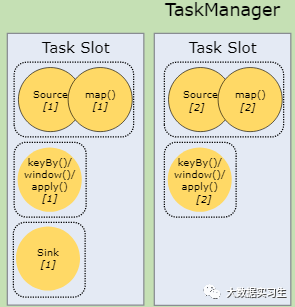 TaskManager
Task Slot
Source
[1]
map()
[1]
keyBy()/
window()/
apply()
[1]
Sink
[1]
Task Slot
Source
[2]
map()
[2]
keyBy()/
window()/
apply()
[2]
大数据实习生